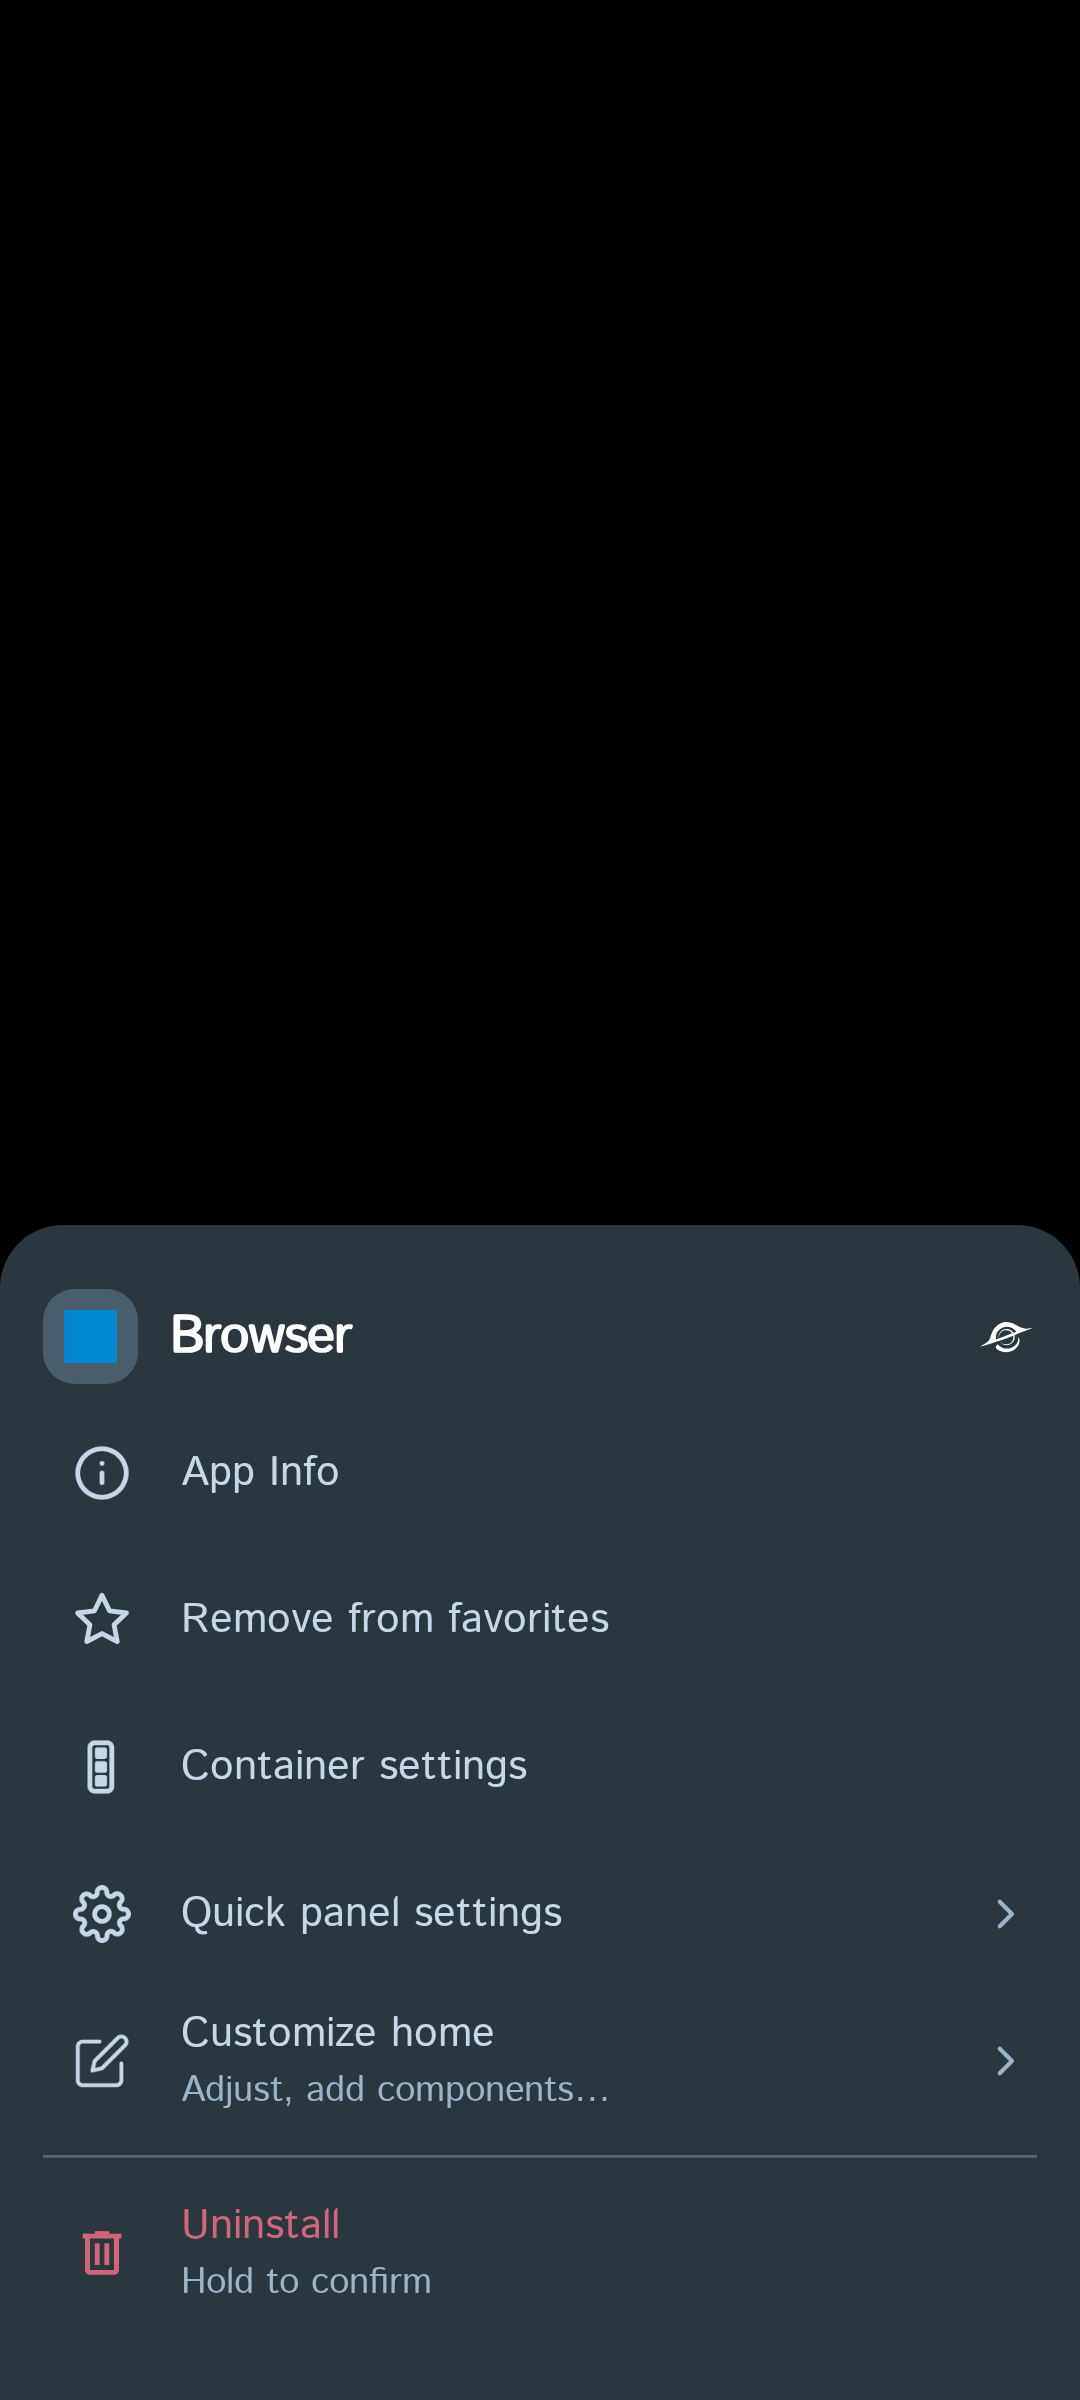 Browser
App Info
Remove from favorites
Container settings
Quick panel settings
Customize home
Adjust, add components...
Uninstall
Hold to confirm